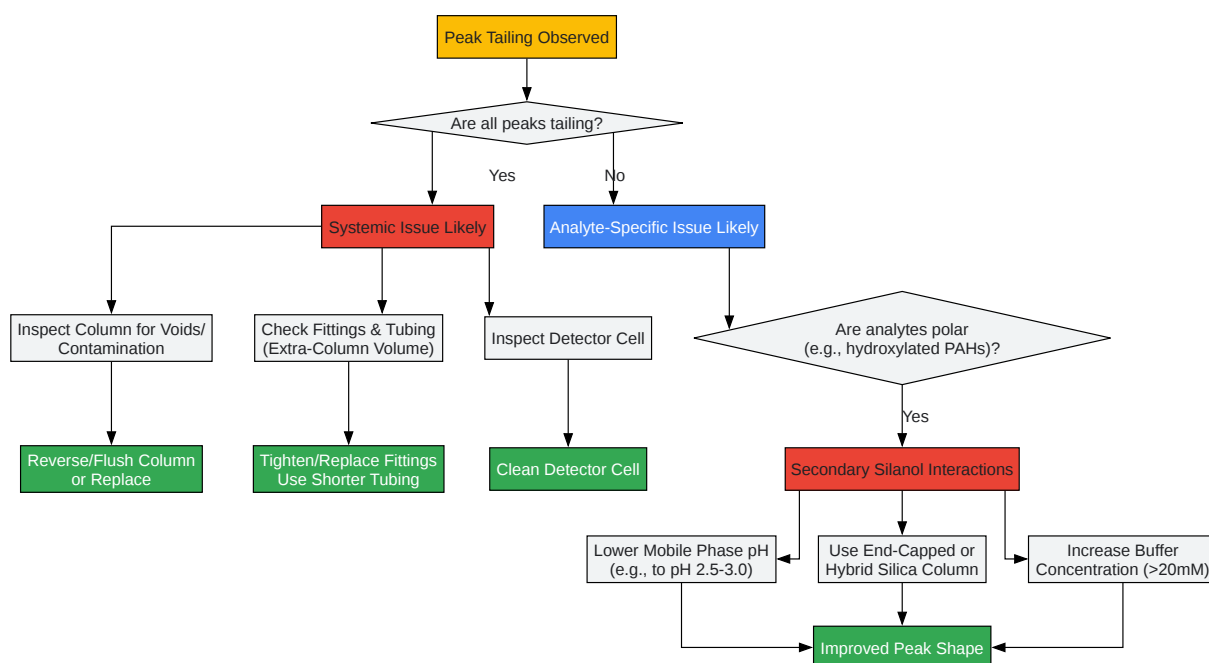 Peak Tailing Observed
Are all peaks tailing?
Yes
No
Systemic Issue Likely
Analyte-Specific Issue Likely
Inspect Column for Voids/
Contamination
Check Fittings & Tubing
(Extra-Column Volume)
Inspect Detector Cell
Are analytes polar
(e.g., hydroxylated PAHs)?
Yes
Reverse/Flush Column
or Replace
Tighten/Replace Fittings
Use Shorter Tubing
Clean Detector Cell
Secondary Silanol Interactions
Lower Mobile Phase pH
(e.g., to pH 2.5-3.0)
Use End-Capped or
Hybrid Silica Column
Increase Buffer
Concentration (>20mM)
Improved Peak Shape